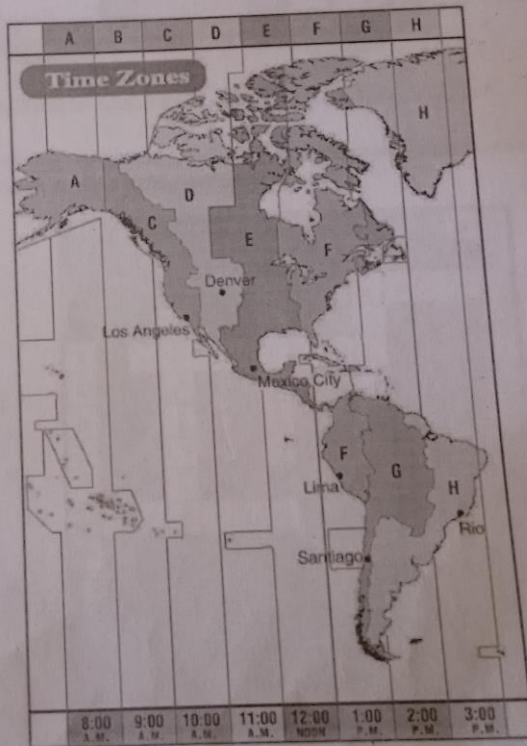 A B C D E F G H
Time Zones
H
A
D
C
E
F
Denver
Los Angeles
Mexico City
F
G
H
Lima
Rio
Santiago
8:00 9:00 10:00 11:00 12:00 1:00 2:00 3:00
A.M. A.M. A.M. A.M. NOON P.M. P.M. P.M.